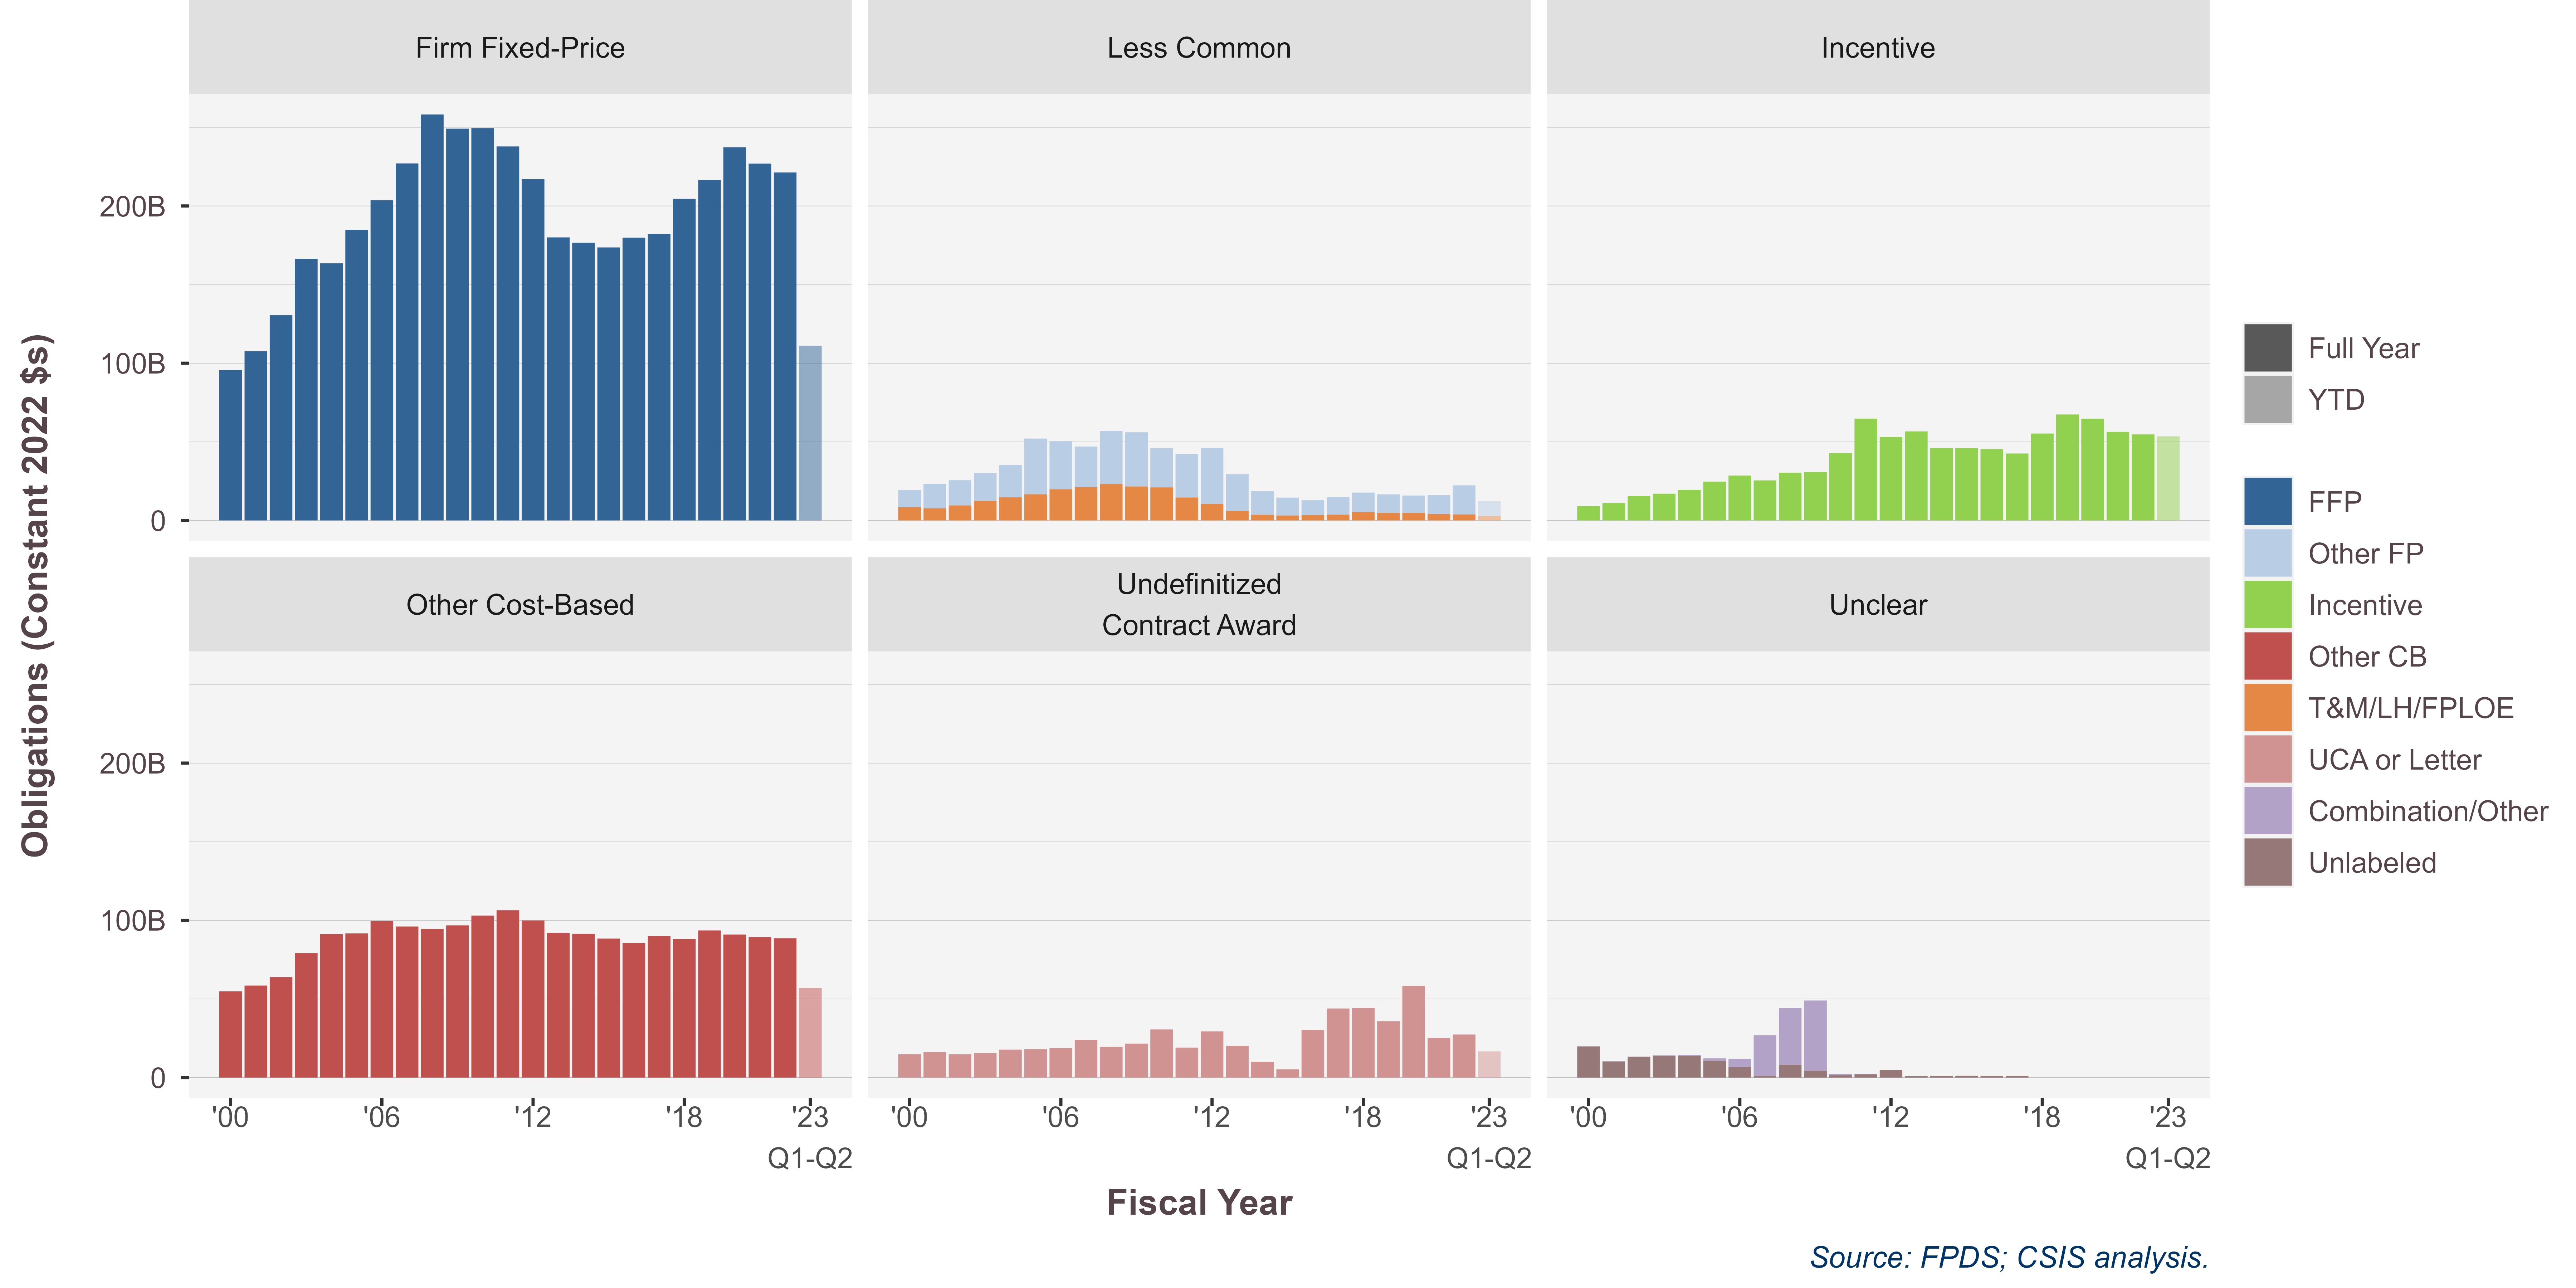 Firm Fixed-Price
Less Common
Incentive
200B
100B
0
Other Cost-Based
Undefinitized
Contract Award
Unclear
200B
100B
0
'00
'06
'12
'18
'23
Q1-Q2
'00
'06
'12
'18
'23
Q1-Q2
'00
'06
'12
'18
'23
Q1-Q2
Obligations (Constant 2022 $s)
Fiscal Year
Full Year
YTD
FFP
Other FP
Incentive
Other CB
T&M/LH/FPLOE
UCA or Letter
Combination/Other
Unlabeled
Source: FPDS; CSIS analysis.